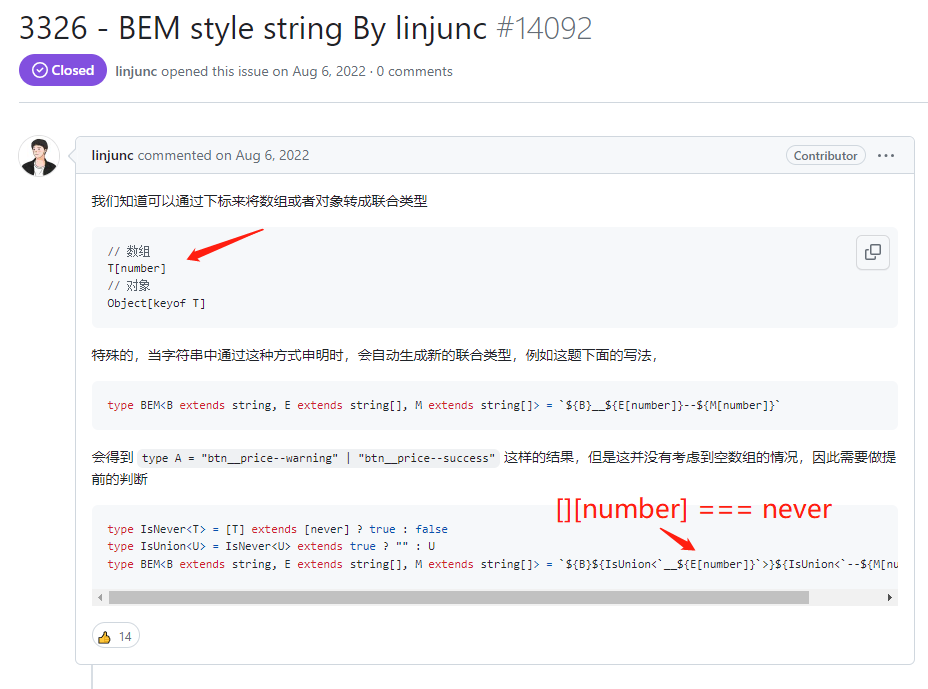 3326 - BEM style string By linjunc #14092
Closed linjunc opened this issue on Aug 6, 2022 · 0 comments
linjunc commented on Aug 6, 2022 Contributor ...
我们知道可以通过下标来将数组或者对象转成联合类型
// 数组
T[number]
// 对象
Object[keyof T]
特殊的，当字符串中通过这种方式申明时，会自动生成新的联合类型，例如这题下面的写法，
type BEM<B extends string, E extends string[], M extends string[]> = `${B}__${E[number]}--${M[number]}`
会得到 type A = "btn__price--warning" | "btn__price--success" 这样的结果，但是这并没有考虑到空数组的情况，因此需要做提
前的判断
[][number] === never
type IsNever<T> = [T] extends [never] ? true : false
type IsUnion<U> = IsNever<U> extends true ? "" : U
type BEM<B extends string, E extends string[], M extends string[]> = `${B}${IsUnion<`__${E[number]}`>}${IsUnion<`--${M[nu
👍 14